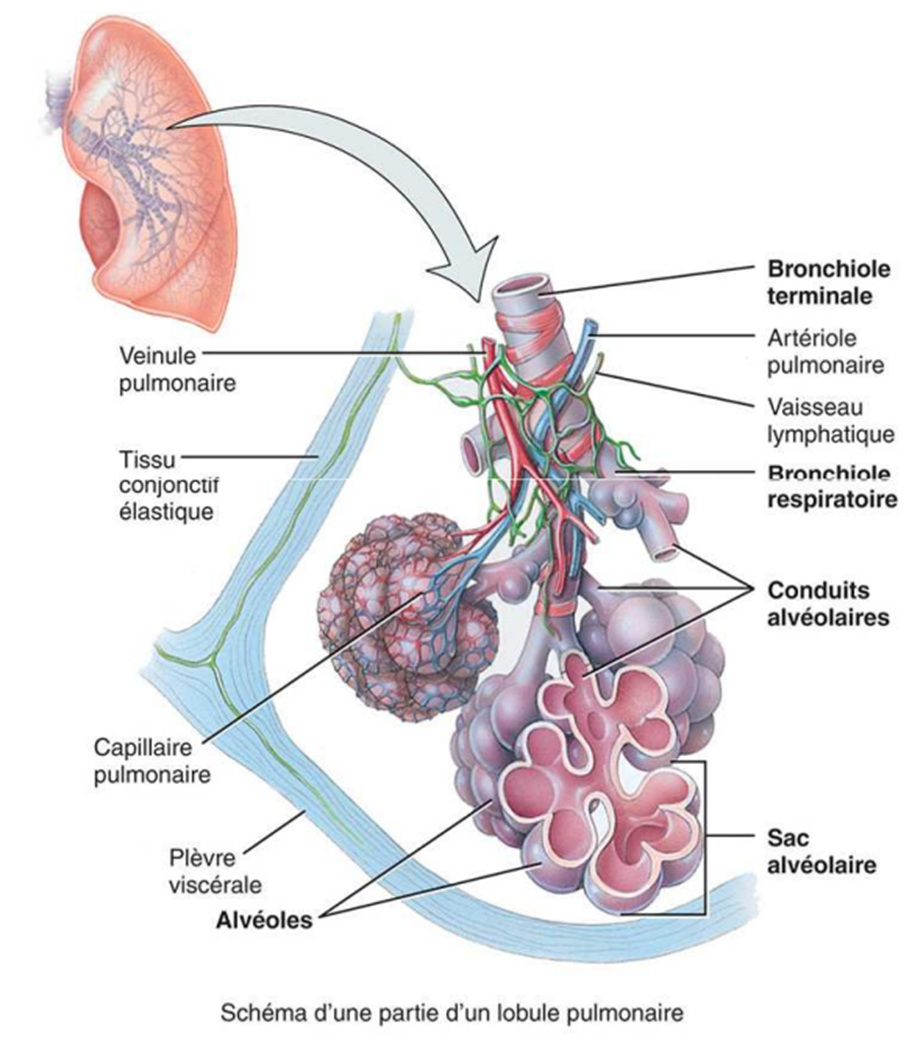 Bronchiole
terminale
Artériole
pulmonaire
Veinule
pulmonaire
Vaisseau
lymphatique
Tissu
conjonctif
élastique
Bronchiole
respiratoire
Conduits
alvéolaires
Capillaire
pulmonaire
Sac
alvéolaire
Plèvre
viscérale
Alvéoles
Schéma d'une partie d'un lobule pulmonaire